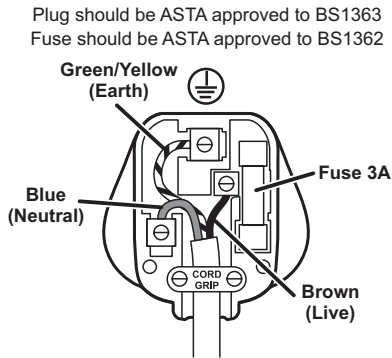 Plug should be ASTA approved to BS1363
Fuse should be ASTA approved to BS1362
Green/Yellow
(Earth)
Fuse 3A
Blue
(Neutral)
CORD
GRIP
Brown
(Live)